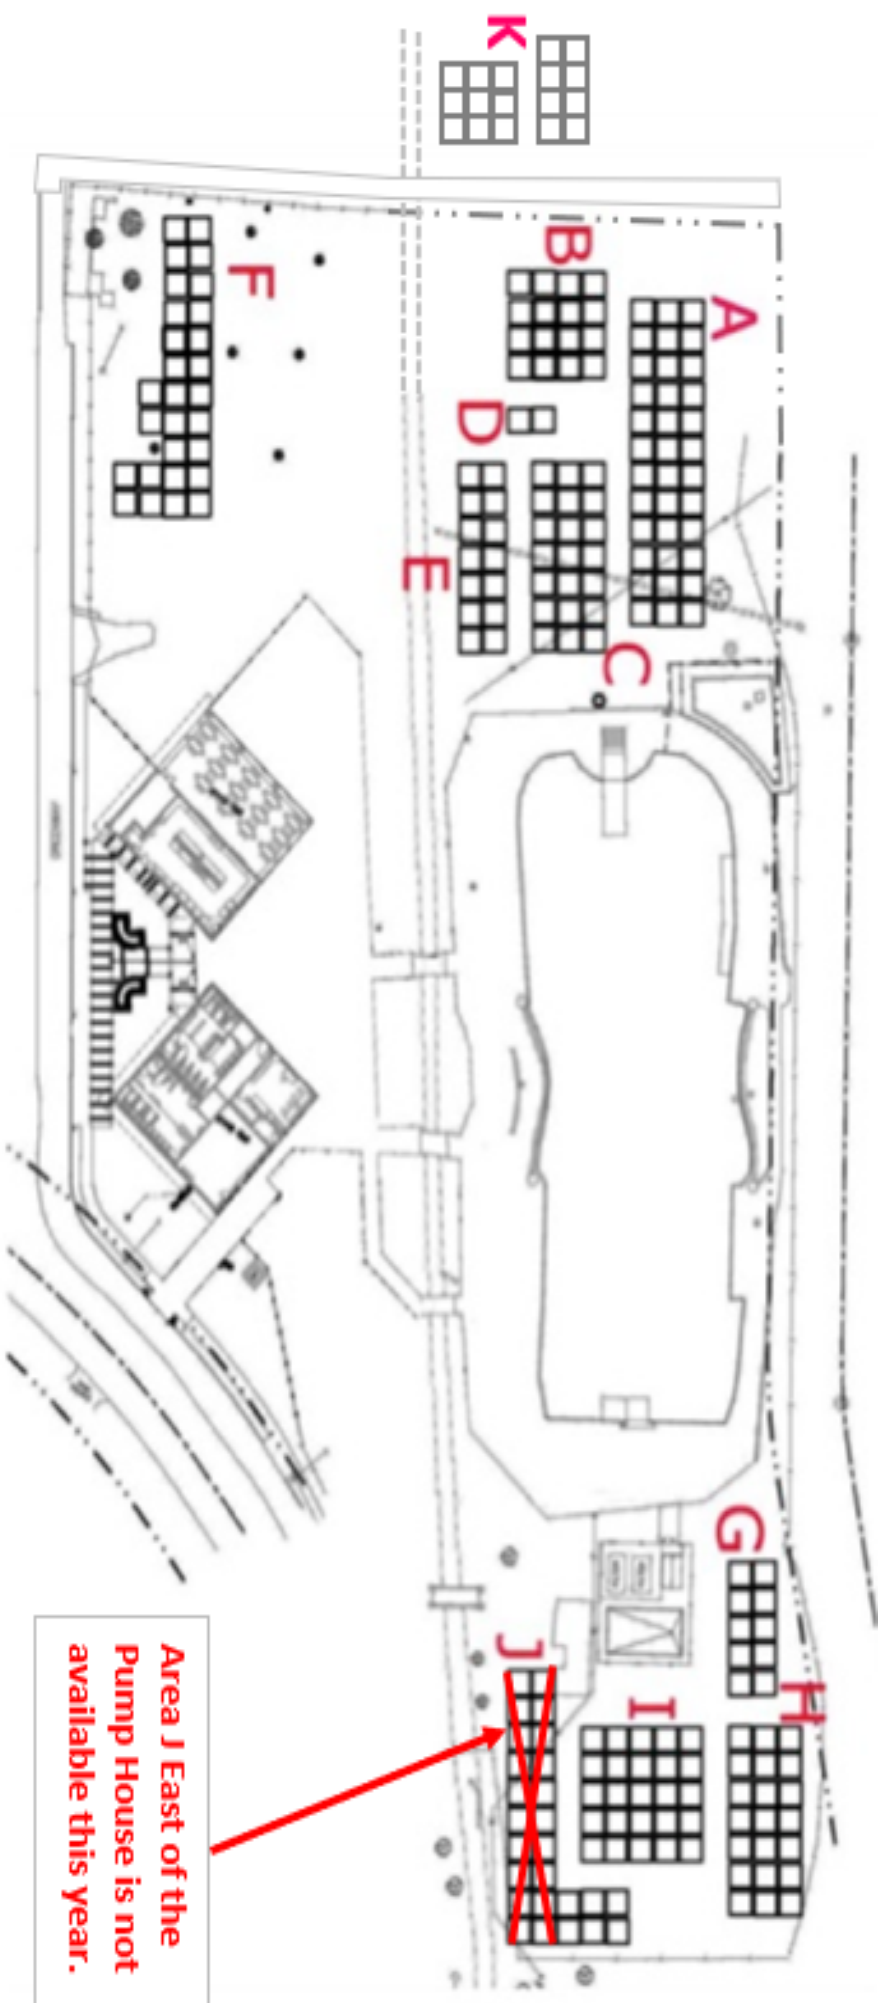 K
B
A
F
D
E
C
G
H
J
I
Area J East of the
Pump House is not
available this year.